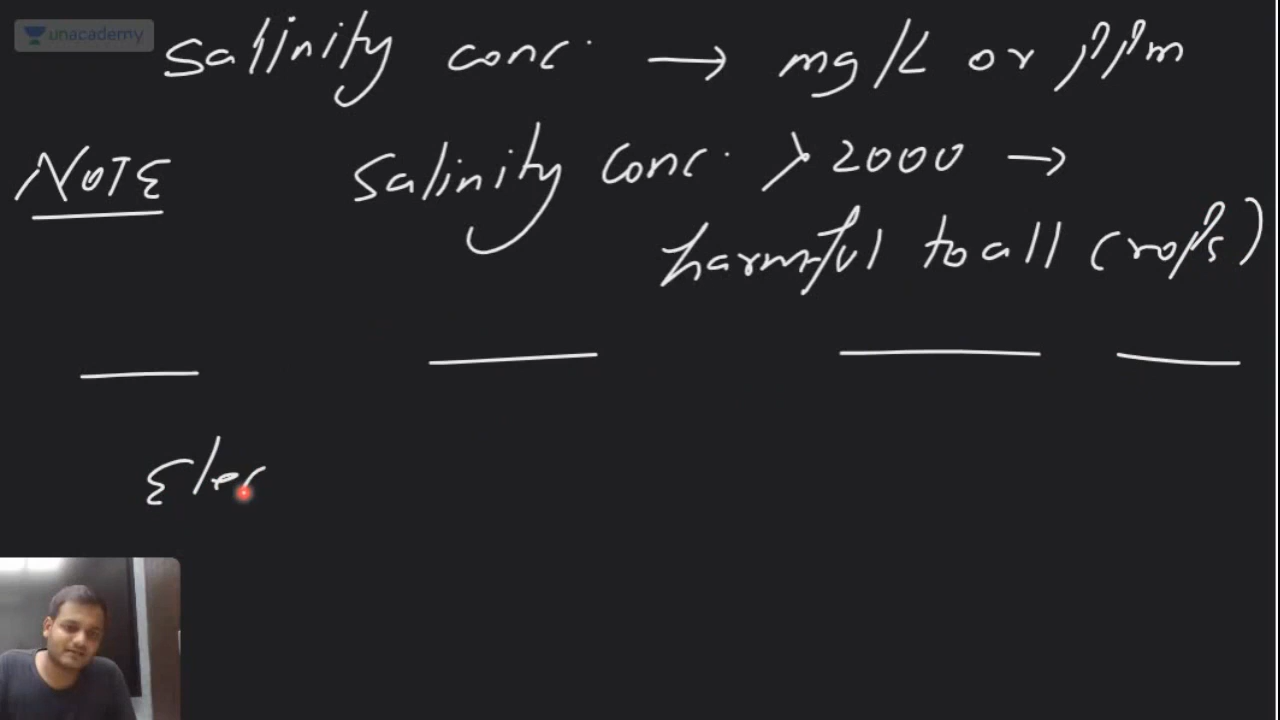 unacademy
Salinity conc. → mg/L or ppm
NOTE Salinity conc. > 2000 →
harmful to all crops)
Elec